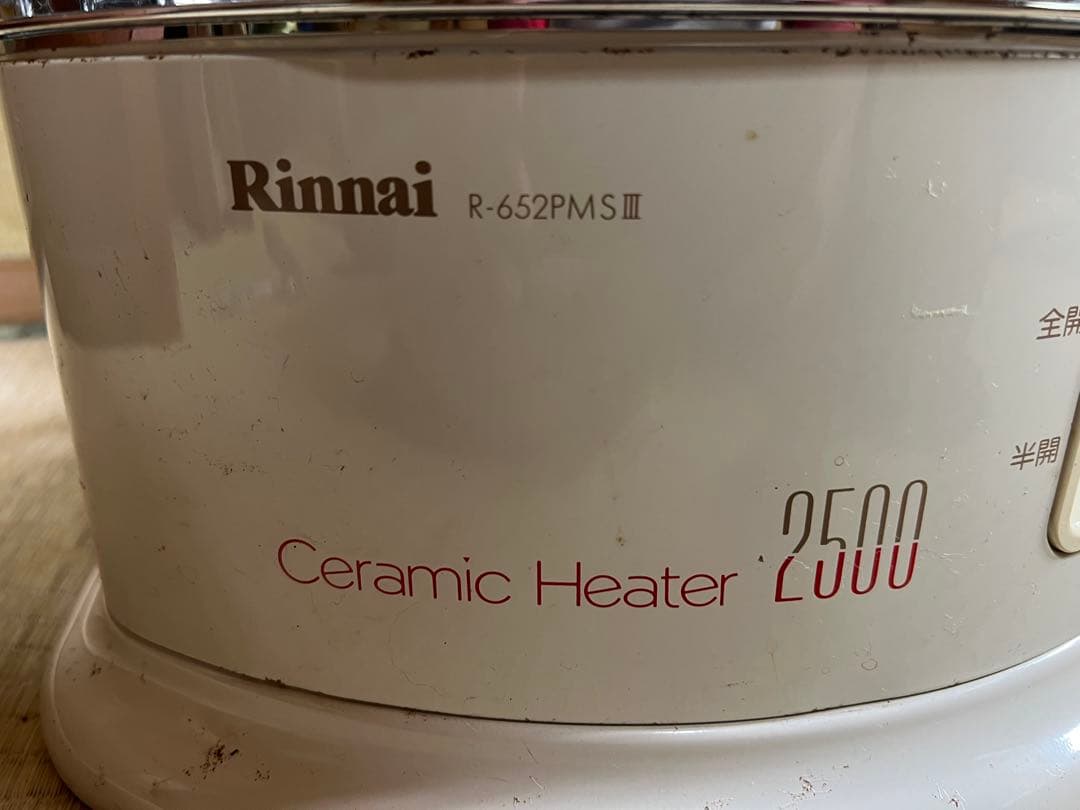 Rinnai R-652PMSⅢ
全開
半開
Ceramic Heater 2500